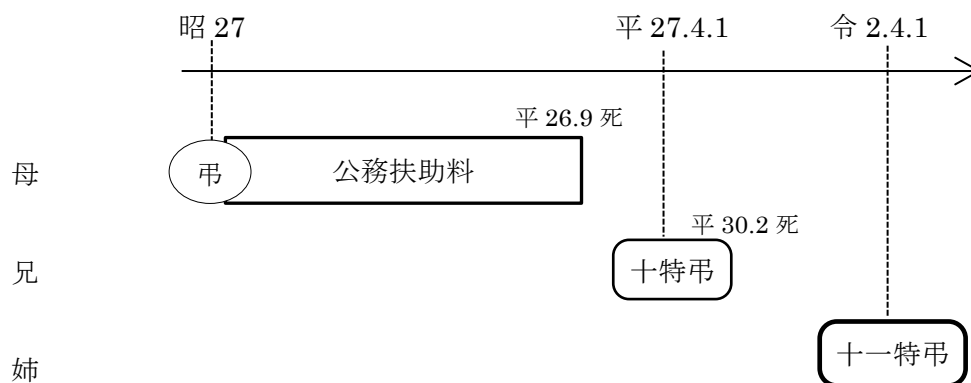 昭 27 平 27.4.1 令 2.4.1
平 26.9 死
母 弔 公務扶助料
平 30.2 死
兄 十特弔
姉 十一特弔